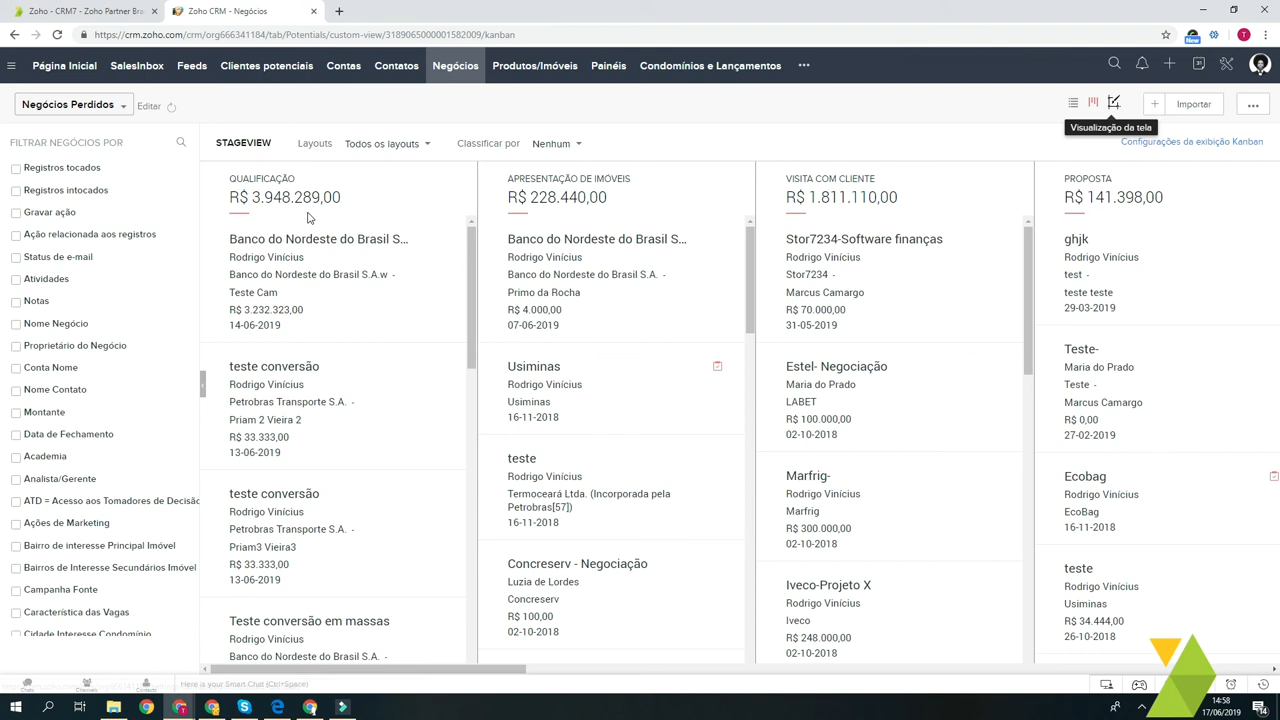 Zoho - CRM7 - Zoho Partner Bra
Zoho CRM - Negócios
https://crm.zoho.com/crm/org666341184/tab/Potentials/custom-view/3189065000001582009/kanban
New
T
Página Inicial
SalesInbox
Feeds
Clientes potenciais
Contas
Contatos
Negócios
Produtos/Imóveis
Painéis
Condomínios e Lançamentos
31
Negócios Perdidos
Editar
Importar
Visualização da tela
FILTRAR NEGÓCIOS POR
STAGEVIEW
Layouts
Todos os layouts
Classificar por
Nenhum
Configurações da exibição Kanban
Registros tocados
Registros intocados
Gravar ação
Ação relacionada aos registros
Status de e-mail
Atividades
Notas
Nome Negócio
Proprietário do Negócio
Conta Nome
Nome Contato
Montante
Data de Fechamento
Academia
Analista/Gerente
ATD = Acesso aos Tomadores de Decisão
Ações de Marketing
Bairro de interesse Principal Imóvel
Bairros de Interesse Secundários Imóvel
Campanha Fonte
Característica das Vagas
Cidade Interesse Condomínio
QUALIFICAÇÃO
R$ 3.948.289,00
Banco do Nordeste do Brasil S...
Rodrigo Vinícius
Banco do Nordeste do Brasil S.A.w -
Teste Cam
R$ 3.232.323,00
14-06-2019
teste conversão
Rodrigo Vinícius
Petrobras Transporte S.A. -
Priam 2 Vieira 2
R$ 33.333,00
13-06-2019
teste conversão
Rodrigo Vinícius
Petrobras Transporte S.A. -
Priam3 Vieira3
R$ 33.333,00
13-06-2019
Teste conversão em massas
Rodrigo Vinícius
Banco do Nordeste do Brasil S.A. -
APRESENTAÇÃO DE IMÓVEIS
R$ 228.440,00
Banco do Nordeste do Brasil S...
Rodrigo Vinícius
Banco do Nordeste do Brasil S.A. -
Primo da Rocha
R$ 4.000,00
07-06-2019
Usiminas
Rodrigo Vinícius
Usiminas
16-11-2018
teste
Rodrigo Vinícius
Termoceará Ltda. (Incorporada pela
Petrobras[57])
16-11-2018
Concreserv - Negociação
Luzia de Lordes
Concreserv
R$ 100,00
02-10-2018
VISITA COM CLIENTE
R$ 1.811.110,00
Stor7234-Software finanças
Rodrigo Vinícius
Stor7234 -
Marcus Camargo
R$ 70.000,00
31-05-2019
Estel- Negociação
Maria do Prado
LABET
R$ 100.000,00
02-10-2018
Marfrig-
Rodrigo Vinícius
Marfrig
R$ 300.000,00
02-10-2018
Iveco-Projeto X
Rodrigo Vinícius
Iveco
R$ 248.000,00
02-10-2018
PROPOSTA
R$ 141.398,00
ghjk
Rodrigo Vinícius
test -
teste teste
29-03-2019
Teste-
Maria do Prado
Teste -
Marcus Camargo
R$ 0,00
27-02-2019
Ecobag
Rodrigo Vinícius
EcoBag
16-11-2018
teste
Rodrigo Vinícius
Usiminas
R$ 34.444,00
26-10-2018
Chats
Channels
Contacts
Here is your Smart Chat (Ctrl+Space)
14:58
17/06/2019
14